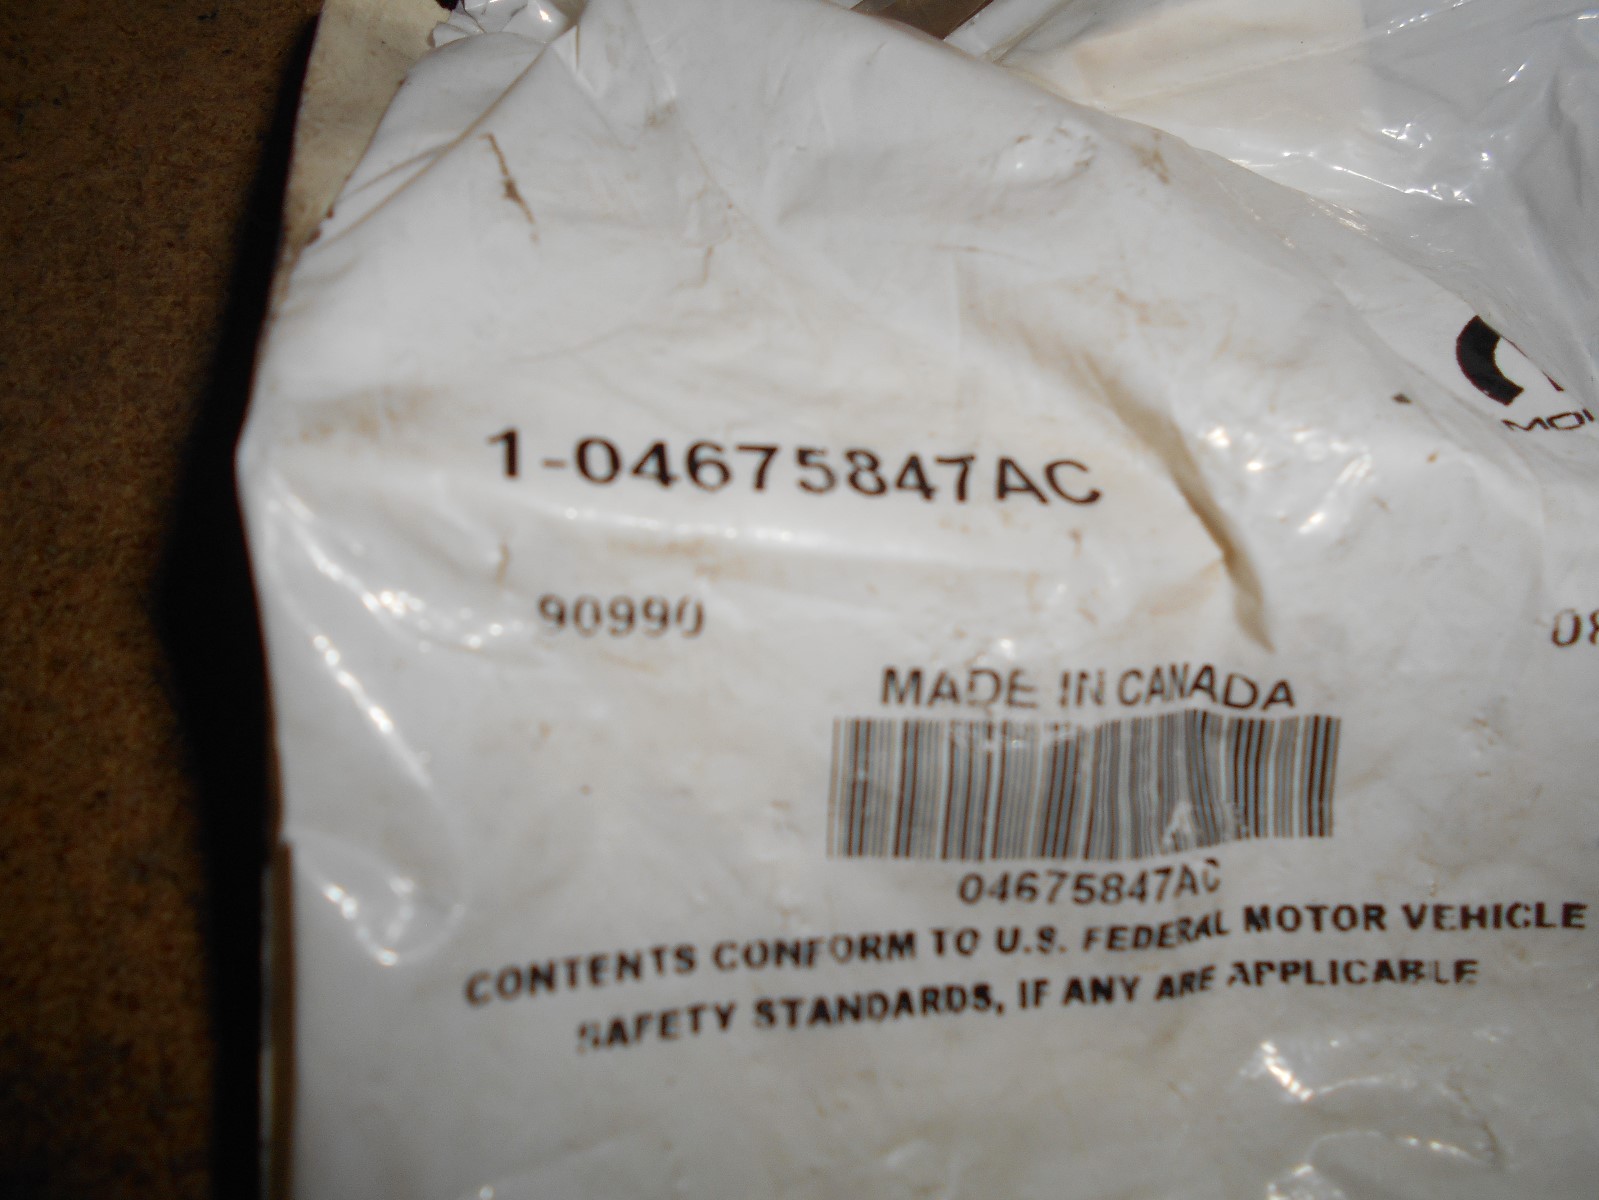 1-04675847AC
90990
MADE IN CANADA
04675847AC
CONTENTS CONFORM TO U.S. FEDERAL MOTOR VEHICLE
SAFETY STANDARDS, IF ANY ARE APPLICABLE